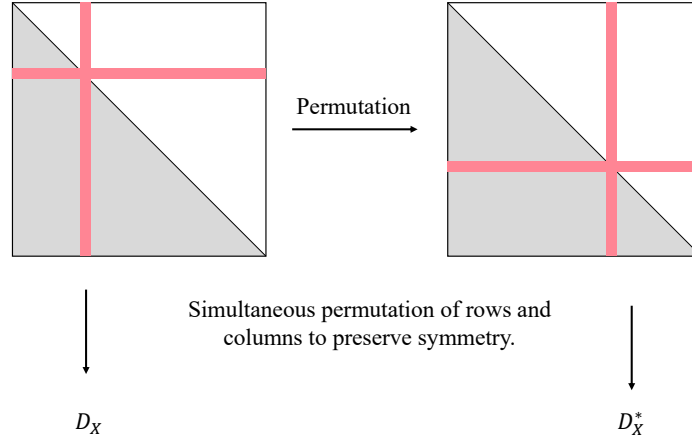 Permutation
Simultaneous permutation of rows and
columns to preserve symmetry.
D_X
D_X^*